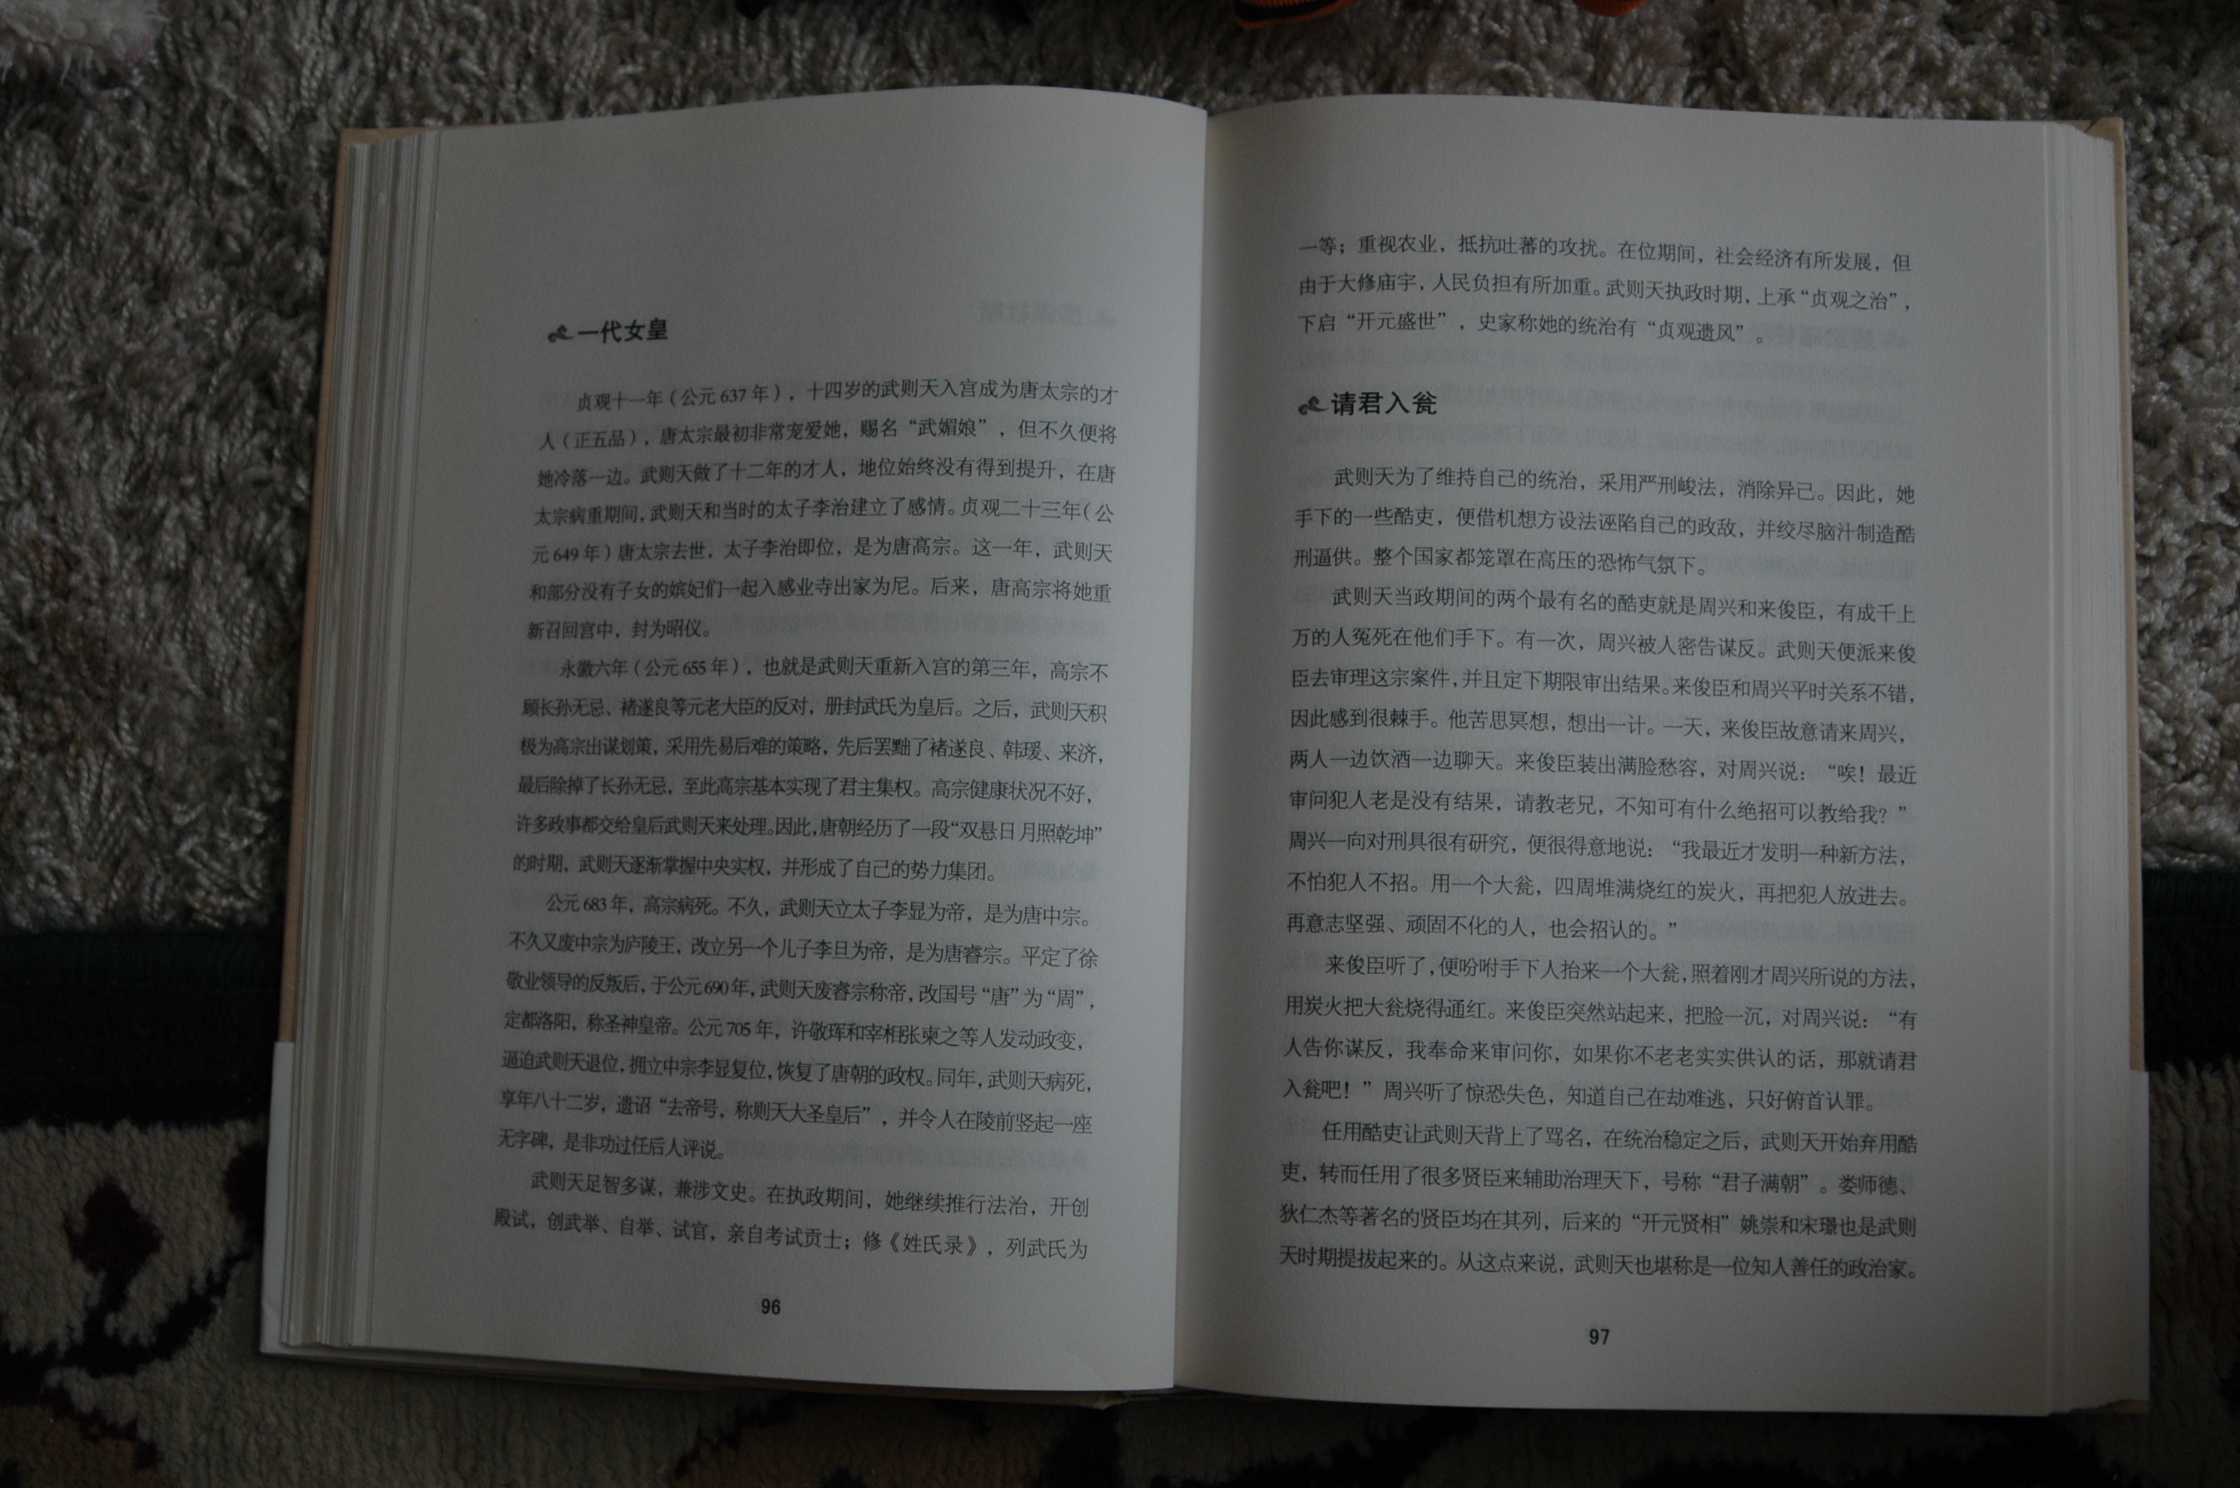 一代女皇
贞观十一年（公元637年），十四岁的武则天入宫成为唐太宗的才
人（正五品），唐太宗最初非常宠爱她，赐名“武媚娘”，但不久便将
她冷落一边。武则天做了十二年的才人，地位始终没有得到提升，在唐
太宗病重期间，武则天和当时的太子李治建立了感情。贞观二十三年（公
元649年）唐太宗去世，太子李治即位，是为唐高宗。这一年，武则天
和部分没有子女的嫔妃们一起入感业寺出家为尼。后来，唐高宗将她重
新召回宫中，封为昭仪。
永徽六年（公元655年），也就是武则天重新入宫的第三年，高宗不
顾长孙无忌、褚遂良等元老大臣的反对，册封武氏为皇后。之后，武则天积
极为高宗出谋划策，采用先易后难的策略，先后罢黜了褚遂良、韩瑗、来济，
最后除掉了长孙无忌，至此高宗基本实现了君主集权。高宗健康状况不好，
许多政事都交给皇后武则天来处理。因此，唐朝经历了一段“双悬日月照乾坤”
的时期，武则天逐渐掌握中央实权，并形成了自己的势力集团。
公元683年，高宗病死。不久，武则天立太子李显为帝，是为唐中宗。
不久又废中宗为庐陵王，改立另一个儿子李旦为帝，是为唐睿宗。平定了徐
敬业领导的反叛后，于公元690年，武则天废睿宗称帝，改国号“唐”为“周”，
定都洛阳，称圣神皇帝。公元705年，许敬珲和宰相张柬之等人发动政变，
逼迫武则天退位，拥立中宗李显复位，恢复了唐朝的政权。同年，武则天病死，
享年八十二岁，遗诏“去帝号，称则天大圣皇后”，并令人在陵前竖起一座
无字碑，是非功过任后人评说。
武则天足智多谋，兼涉文史。在执政期间，她继续推行法治，开创
殿试，创武举、自举、试官，亲自考试贡士；修《姓氏录》，列武氏为
96
一等；重视农业，抵抗吐蕃的攻扰。在位期间，社会经济有所发展，但
由于大修庙宇，人民负担有所加重。武则天执政时期，上承“贞观之治”，
下启“开元盛世”，史家称她的统治有“贞观遗风”。
请君入瓮
武则天为了维持自己的统治，采用严刑峻法，消除异己。因此，她
手下的一些酷吏，便借机想方设法诬陷自己的政敌，并绞尽脑汁制造酷
刑逼供。整个国家都笼罩在高压的恐怖气氛下。
武则天当政期间的两个最有名的酷吏就是周兴和来俊臣，有成千上
万的人冤死在他们手下。有一次，周兴被人密告谋反。武则天便派来俊
臣去审理这宗案件，并且定下期限审出结果。来俊臣和周兴平时关系不错，
因此感到很棘手。他苦思冥想，想出一计。一天，来俊臣故意请来周兴，
两人一边饮酒一边聊天。来俊臣装出满脸愁容，对周兴说：“唉！最近
审问犯人老是没有结果，请教老兄，不知可有什么绝招可以教给我？”
周兴一向对刑具很有研究，便很得意地说：“我最近才发明一种新方法，
不怕犯人不招。用一个大瓮，四周堆满烧红的炭火，再把犯人放进去。
再意志坚强、顽固不化的人，也会招认的。”
来俊臣听了，便吩咐手下人抬来一个大瓮，照着刚才周兴所说的方法，
用炭火把大瓮烧得通红。来俊臣突然站起来，把脸一沉，对周兴说：“有
人告你谋反，我奉命来审问你，如果你不老老实实供认的话，那就请君
入瓮吧！”周兴听了惊恐失色，知道自己在劫难逃，只好俯首认罪。
任用酷吏让武则天背上了骂名，在统治稳定之后，武则天开始弃用酷
吏，转而任用了很多贤臣来辅助治理天下，号称“君子满朝”。娄师德、
狄仁杰等著名的贤臣均在其列，后来的“开元贤相”姚崇和宋璟也是武则
天时期提拔起来的。从这点来说，武则天也堪称是一位知人善任的政治家。
97